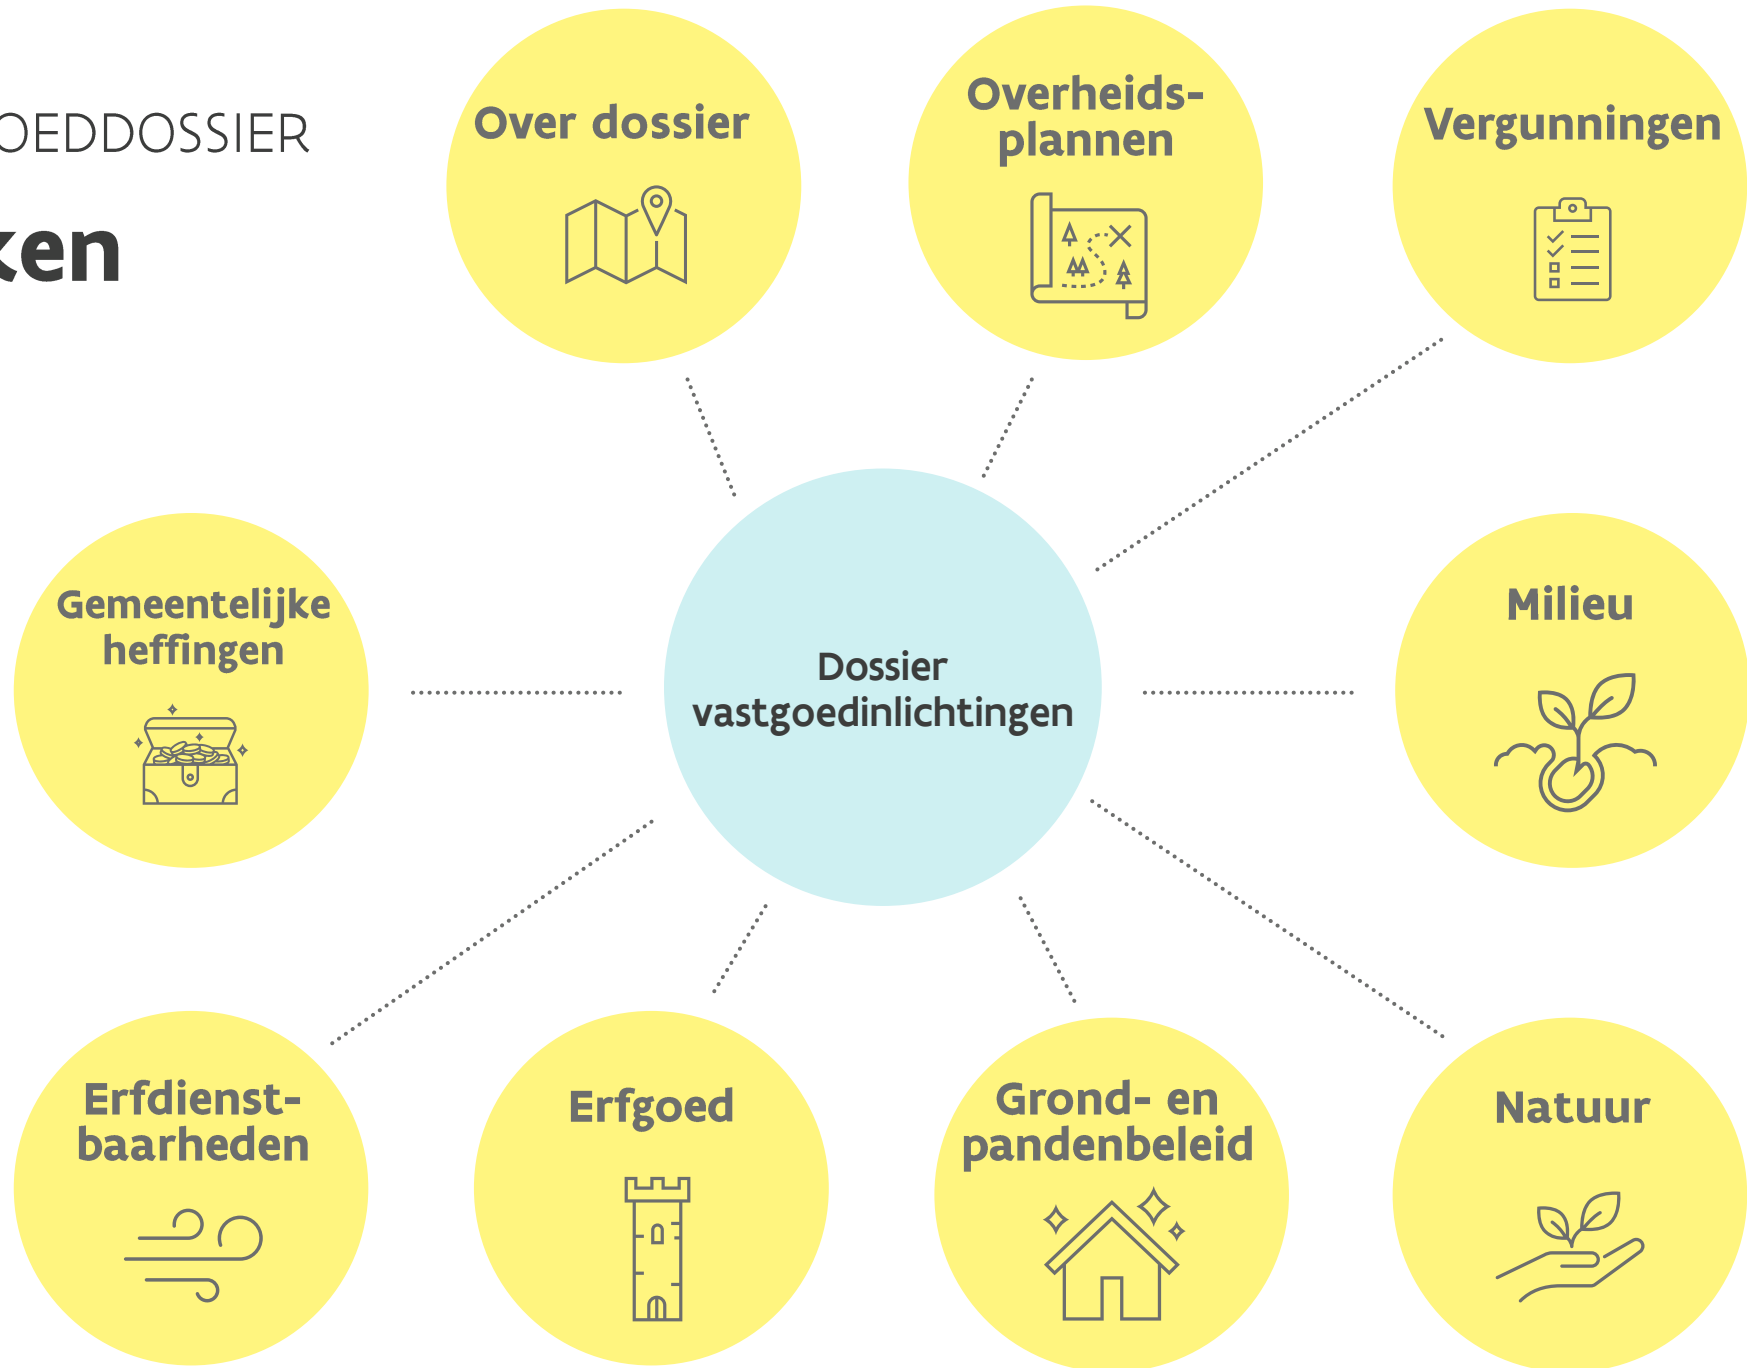 OEDDOSSIER
ken
Over dossier
Overheids-
plannen
Vergunningen
Gemeentelijke
heffingen
Dossier
vastgoedinlichtingen
Milieu
Erfdienst-
baarheden
Erfgoed
Grond- en
pandenbeleid
Natuur